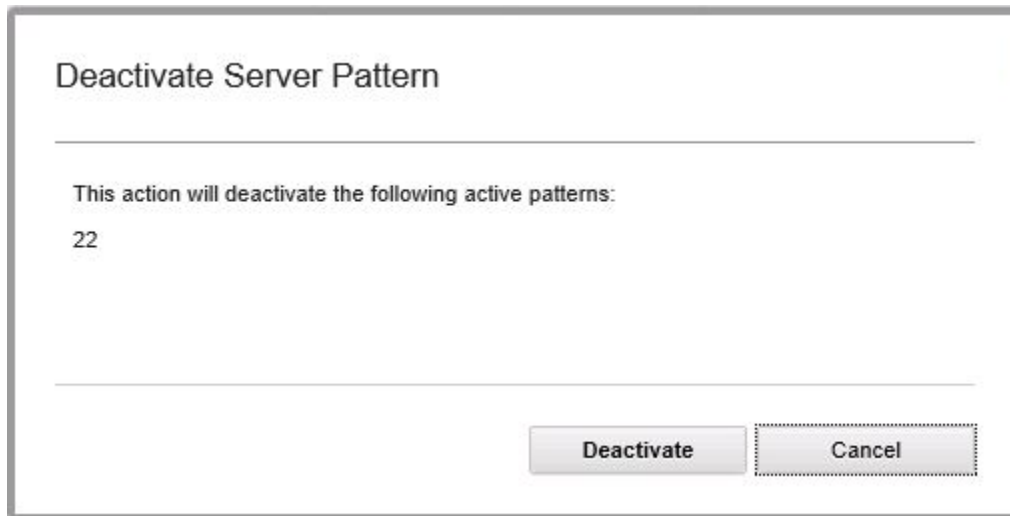 Deactivate Server Pattern
This action will deactivate the following active patterns:
22
Deactivate
Cancel